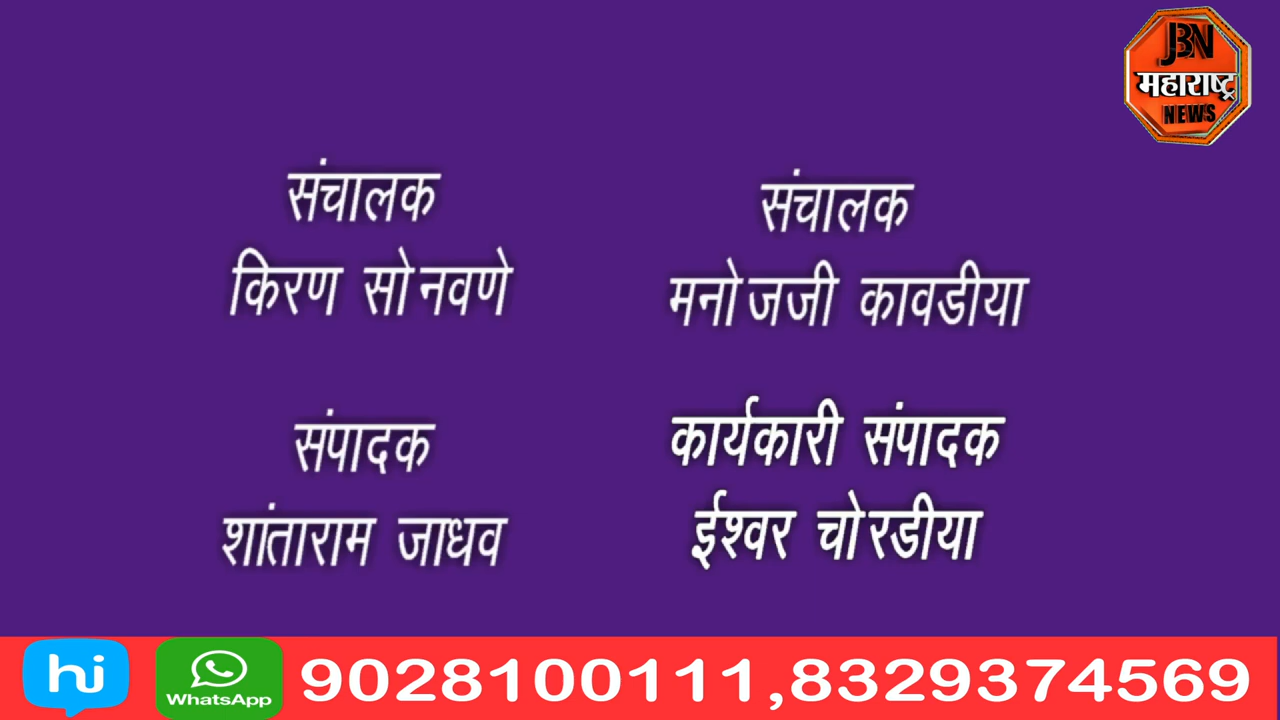 JBN
महाराष्ट्र
NEWS
संचालक
किरण सोनवणे
संचालक
मनोजजी कावडीया
संपादक
शांताराम जाधव
कार्यकारी संपादक
ईश्वर चोरडीया
hi
WhatsApp
9028100111,8329374569